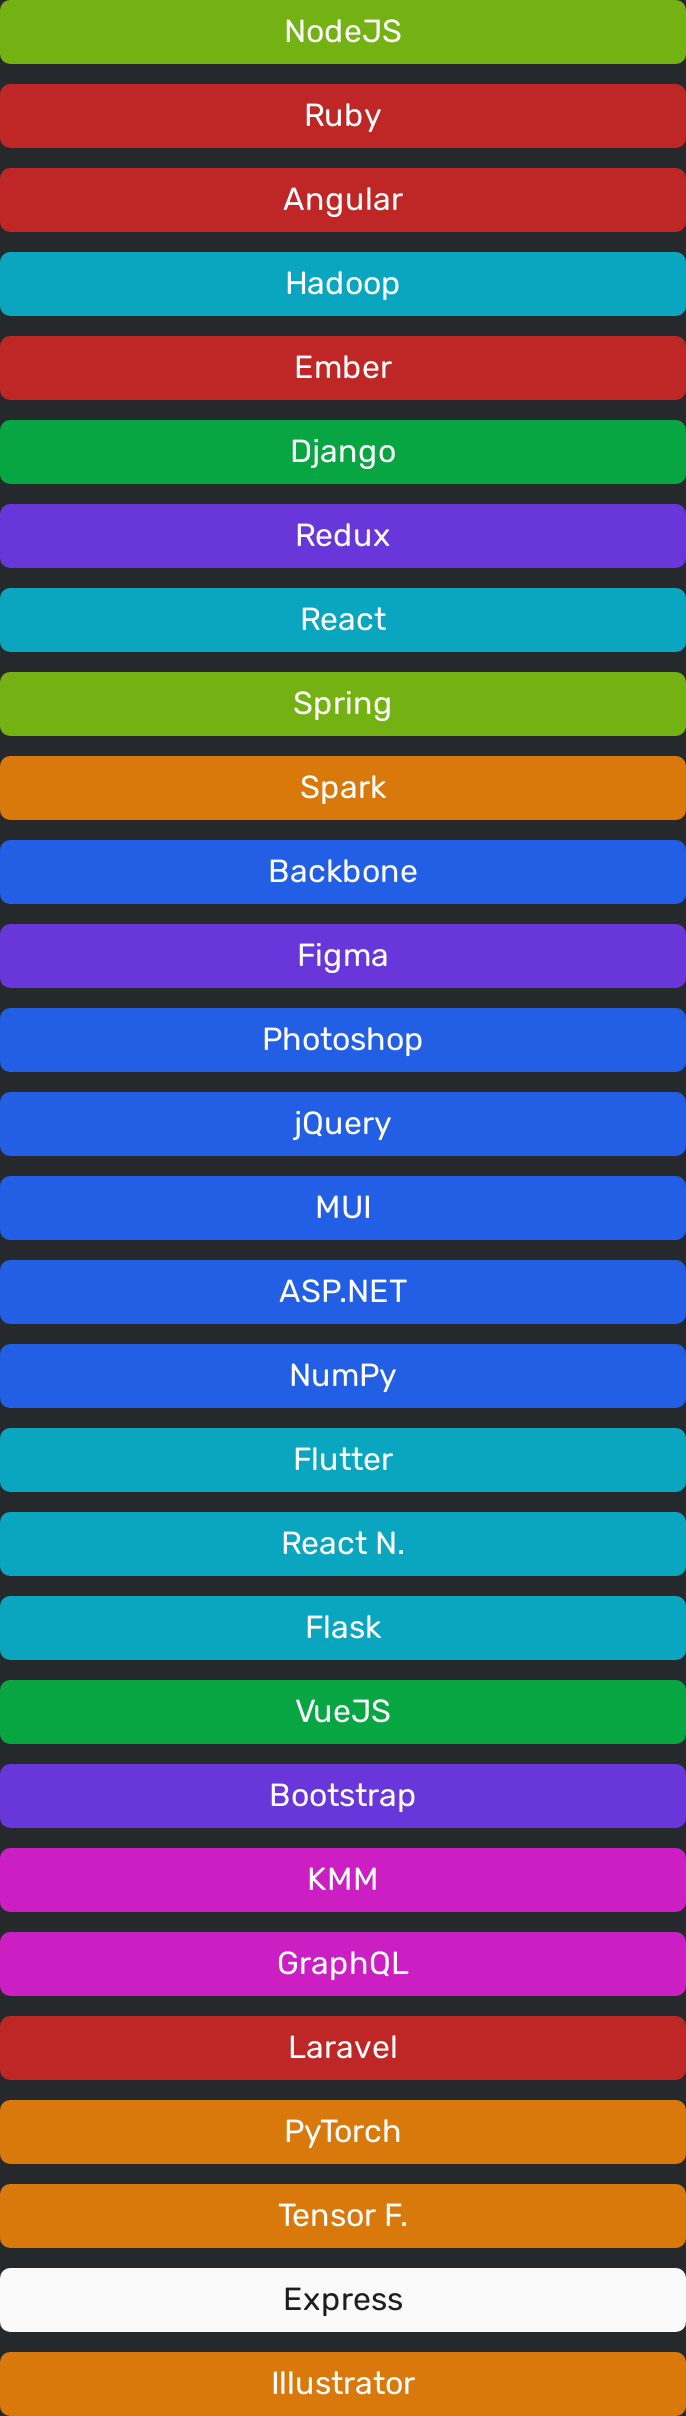 NodeJS
Ruby
Angular
Hadoop
Ember
Django
Redux
React
Spring
Spark
Backbone
Figma
Photoshop
jQuery
MUI
ASP.NET
NumPy
Flutter
React N.
Flask
VueJS
Bootstrap
KMM
GraphQL
Laravel
PyTorch
Tensor F.
Express
Illustrator